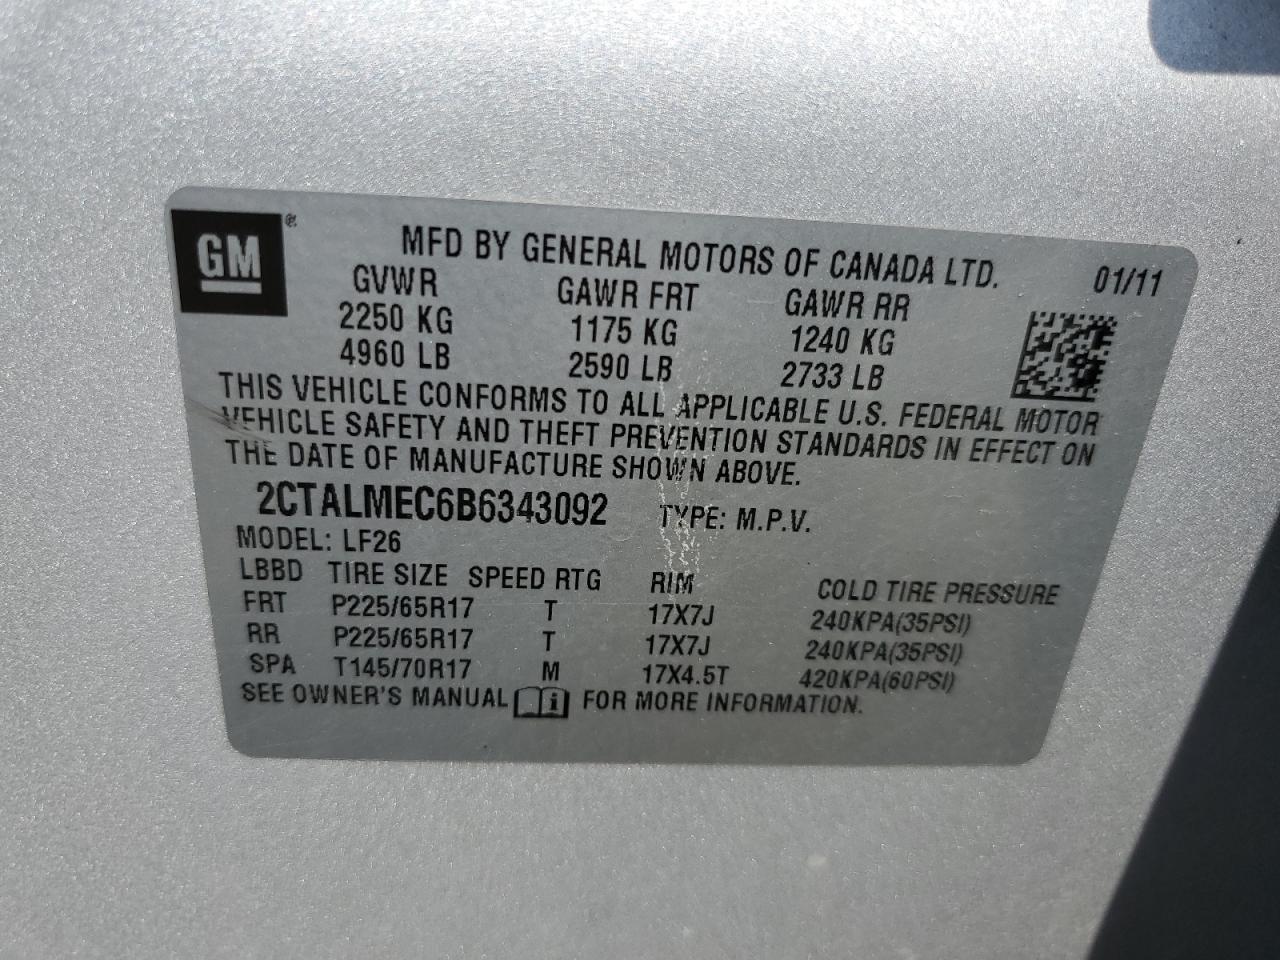 GM ®
MFD BY GENERAL MOTORS OF CANADA LTD. 01/11
GVWR GAWR FRT GAWR RR
2250 KG 1175 KG 1240 KG
4960 LB 2590 LB 2733 LB
THIS VEHICLE CONFORMS TO ALL APPLICABLE U.S. FEDERAL MOTOR
VEHICLE SAFETY AND THEFT PREVENTION STANDARDS IN EFFECT ON
THE DATE OF MANUFACTURE SHOWN ABOVE.
2CTALMEC6B6343092 TYPE: M.P.V.
MODEL: LF26
LBBD TIRE SIZE SPEED RTG RIM COLD TIRE PRESSURE
FRT P225/65R17 T 17X7J 240KPA(35PSI)
RR P225/65R17 T 17X7J 240KPA(35PSI)
SPA T145/70R17 M 17X4.5T 420KPA(60PSI)
SEE OWNER'S MANUAL i FOR MORE INFORMATION.